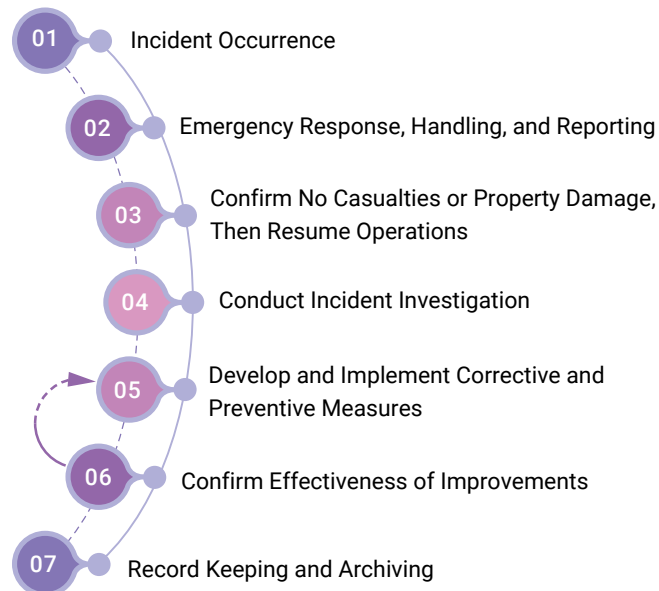 01
Incident Occurrence
02
Emergency Response, Handling, and Reporting
03
Confirm No Casualties or Property Damage,
Then Resume Operations
04
Conduct Incident Investigation
05
Develop and Implement Corrective and
Preventive Measures
06
Confirm Effectiveness of Improvements
07
Record Keeping and Archiving